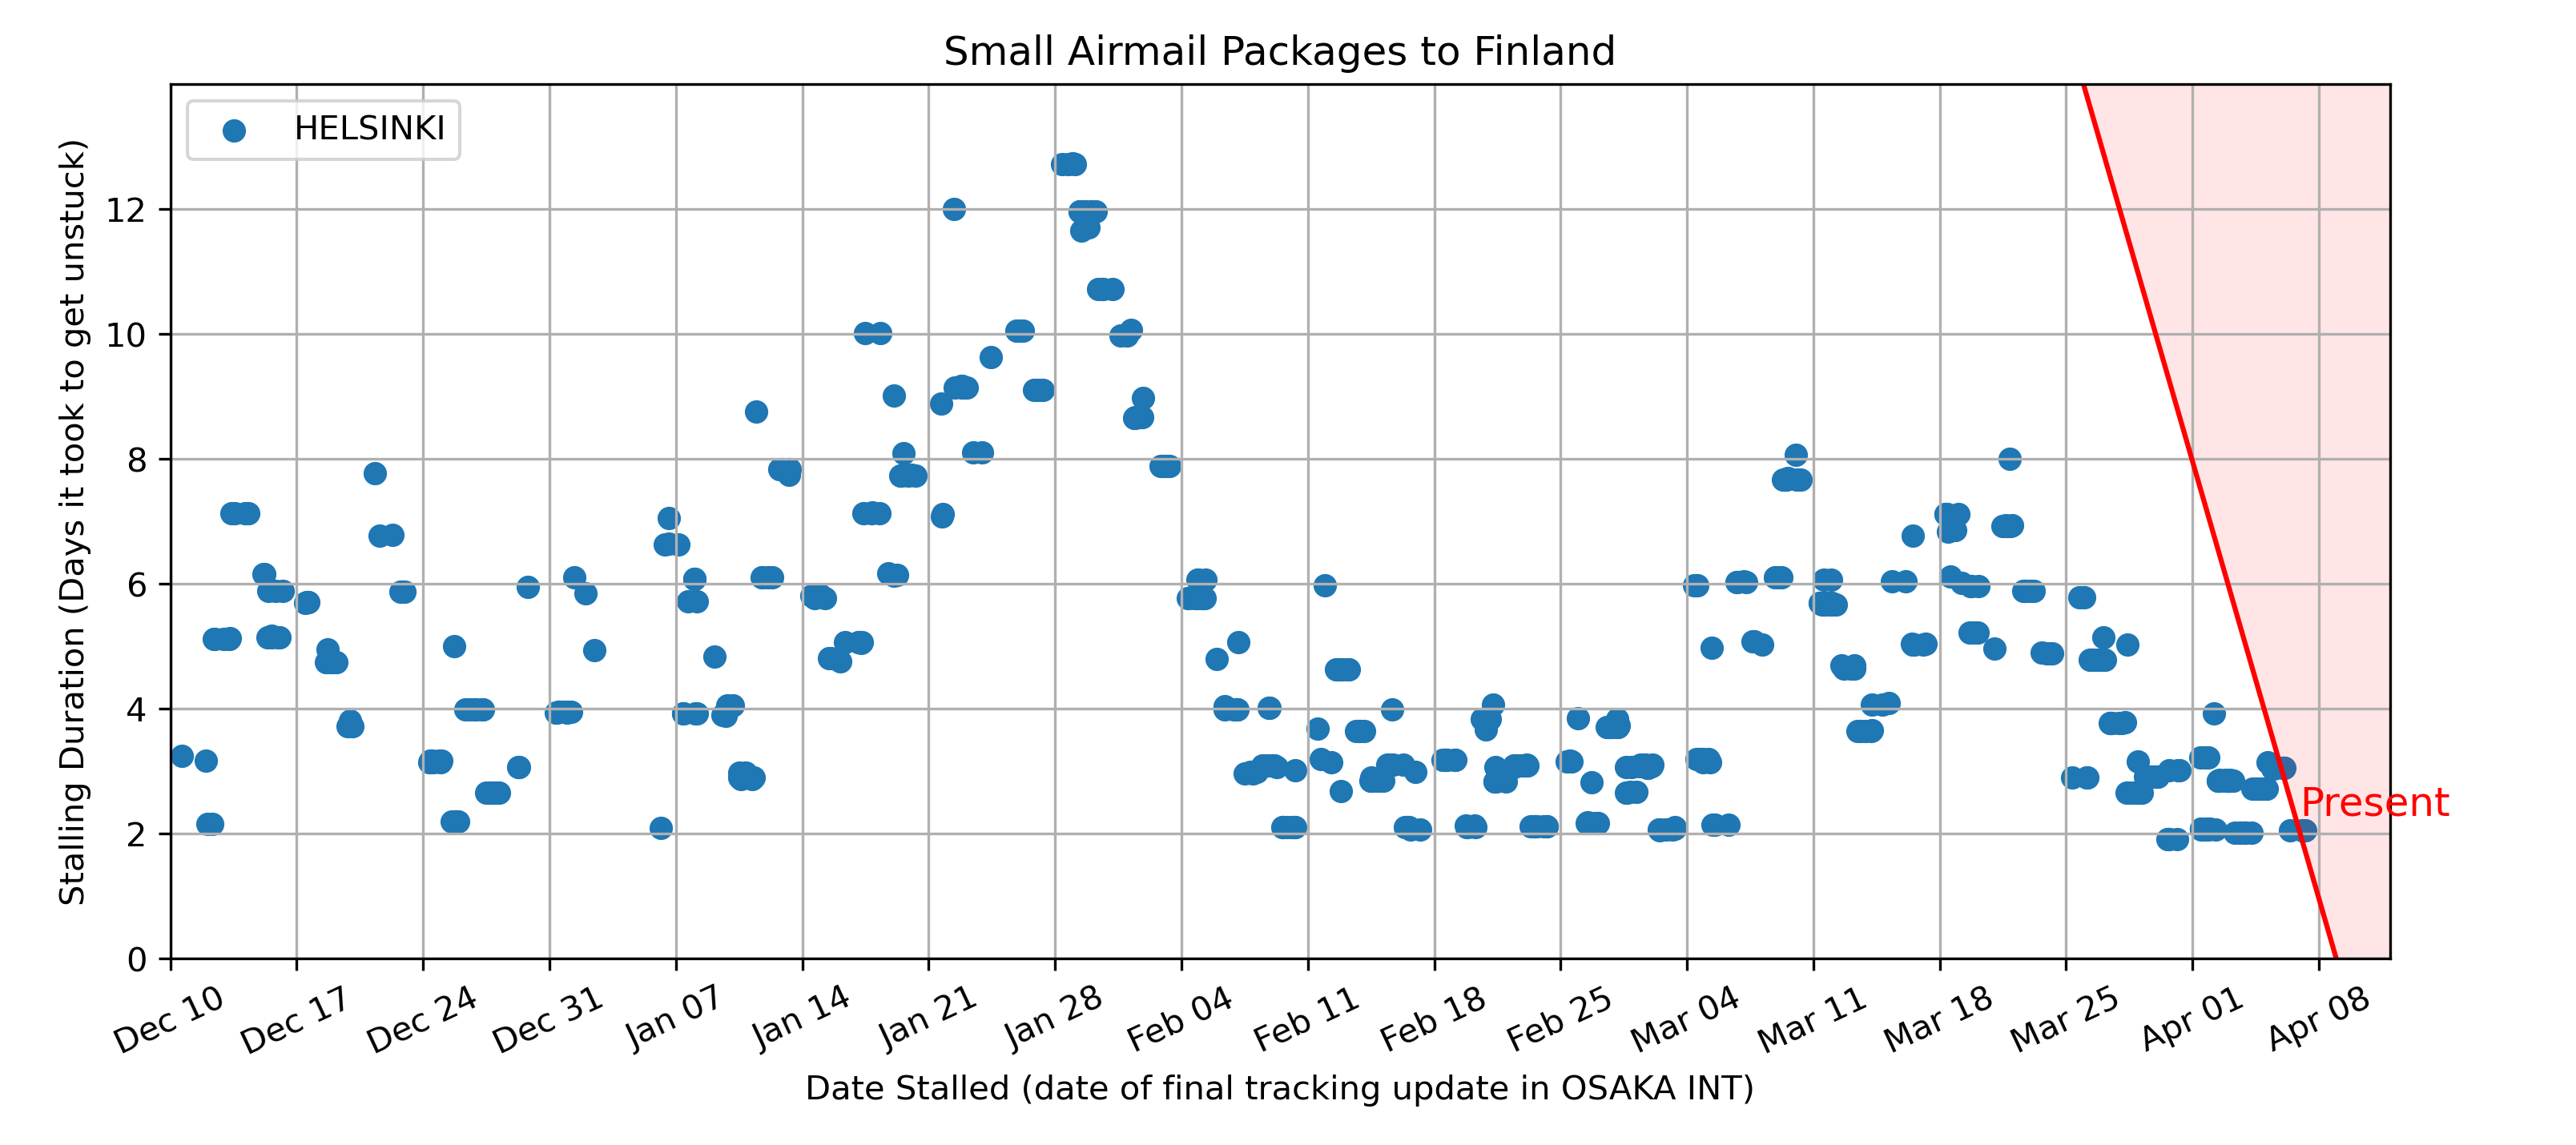 Small Airmail Packages to Finland
HELSINKI
Stalling Duration (Days it took to get unstuck)
12
10
8
6
4
2
0
Present
Dec 10
Dec 17
Dec 24
Dec 31
Jan 07
Jan 14
Jan 21
Jan 28
Feb 04
Feb 11
Feb 18
Feb 25
Mar 04
Mar 11
Mar 18
Mar 25
Apr 01
Apr 08
Date Stalled (date of final tracking update in OSAKA INT)